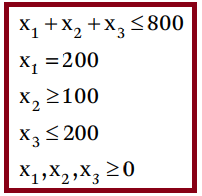 x₁ + x₂ + x₃ ≤ 800
x₁ = 200
x₂ ≥ 100
x₃ ≤ 200
x₁,x₂,x₃ ≥ 0